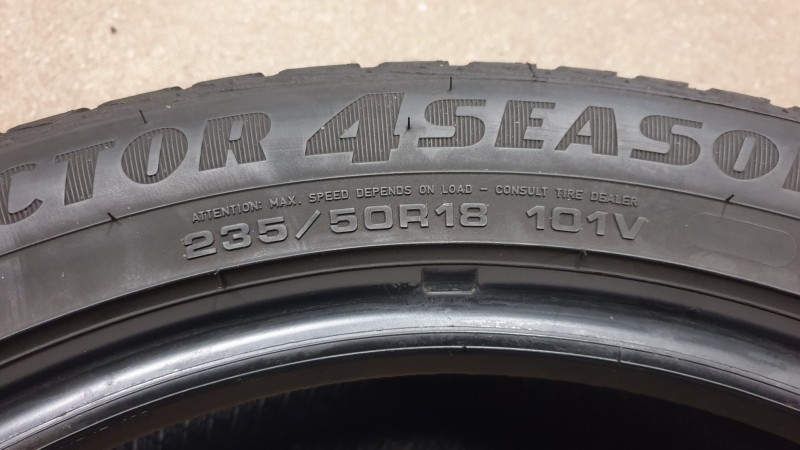 CTOR 4SEASO
ATTENTION: MAX. SPEED DEPENDS ON LOAD - CONSULT TIRE DEALER
235/50R18 101V